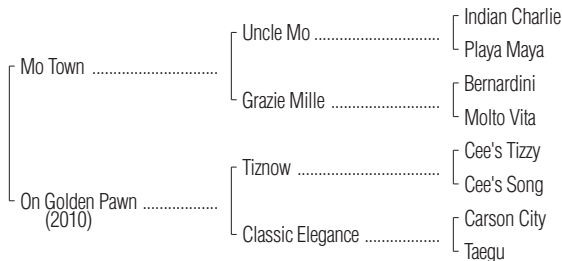 Indian Charlie
Uncle Mo ................................
Playa Maya
Mo Town ................................
Bernardini
Grazie Mille ............................
Molto Vita
Cee's Tizzy
Tiznow ....................................
Cee's Song
On Golden Pawn ...................
(2010)
Carson City
Classic Elegance ...................
Taegu